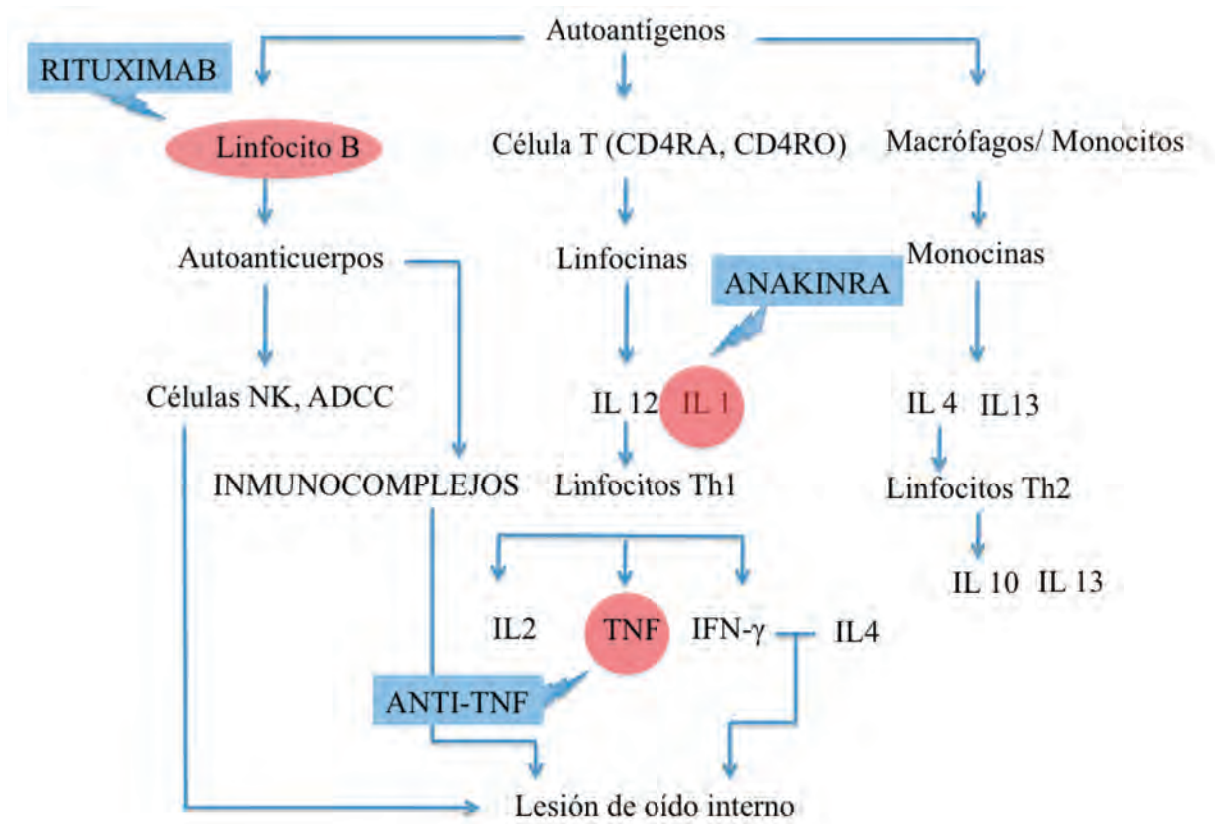 Autoantígenos
RITUXIMAB
Linfocito B
Célula T (CD4RA, CD4RO)
Macrófagos/ Monocitos
Autoanticuerpos
Linfocinas
Monocinas
ANAKINRA
Células NK, ADCC
IL 12 IL 1
IL 4 IL13
INMUNOCOMPLEJOS
Linfocitos Th1
Linfocitos Th2
IL 10 IL 13
IL2
TNF
IFN-γ
IL4
ANTI-TNF
Lesión de oído interno